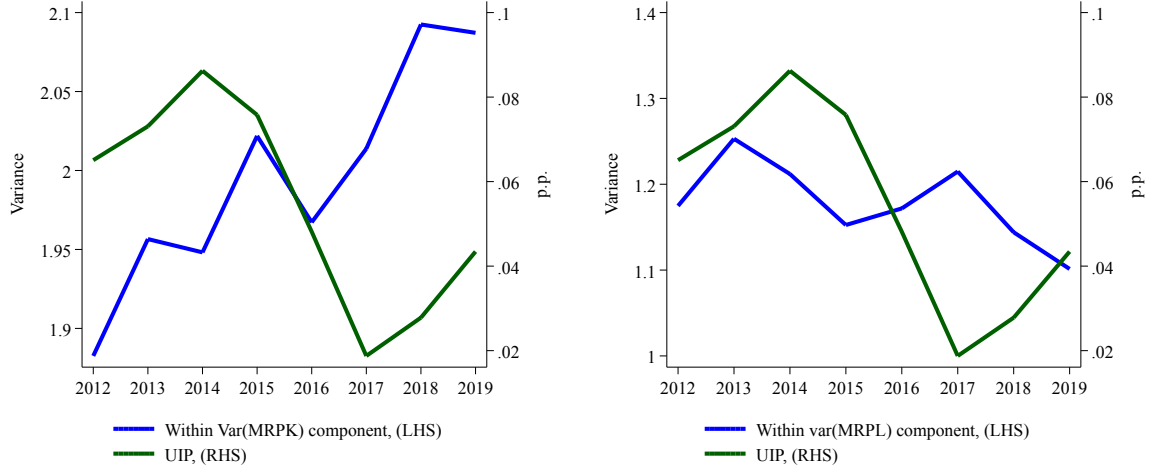 2.1
2.05
2
1.95
1.9
Variance
.1
.08
.06
.04
.02
p.p.
2012 2013 2014 2015 2016 2017 2018 2019
Within Var(MRPK) component, (LHS)
UIP, (RHS)
1.4
1.3
1.2
1.1
1
Variance
.1
.08
.06
.04
.02
p.p.
2012 2013 2014 2015 2016 2017 2018 2019
Within var(MRPL) component, (LHS)
UIP, (RHS)